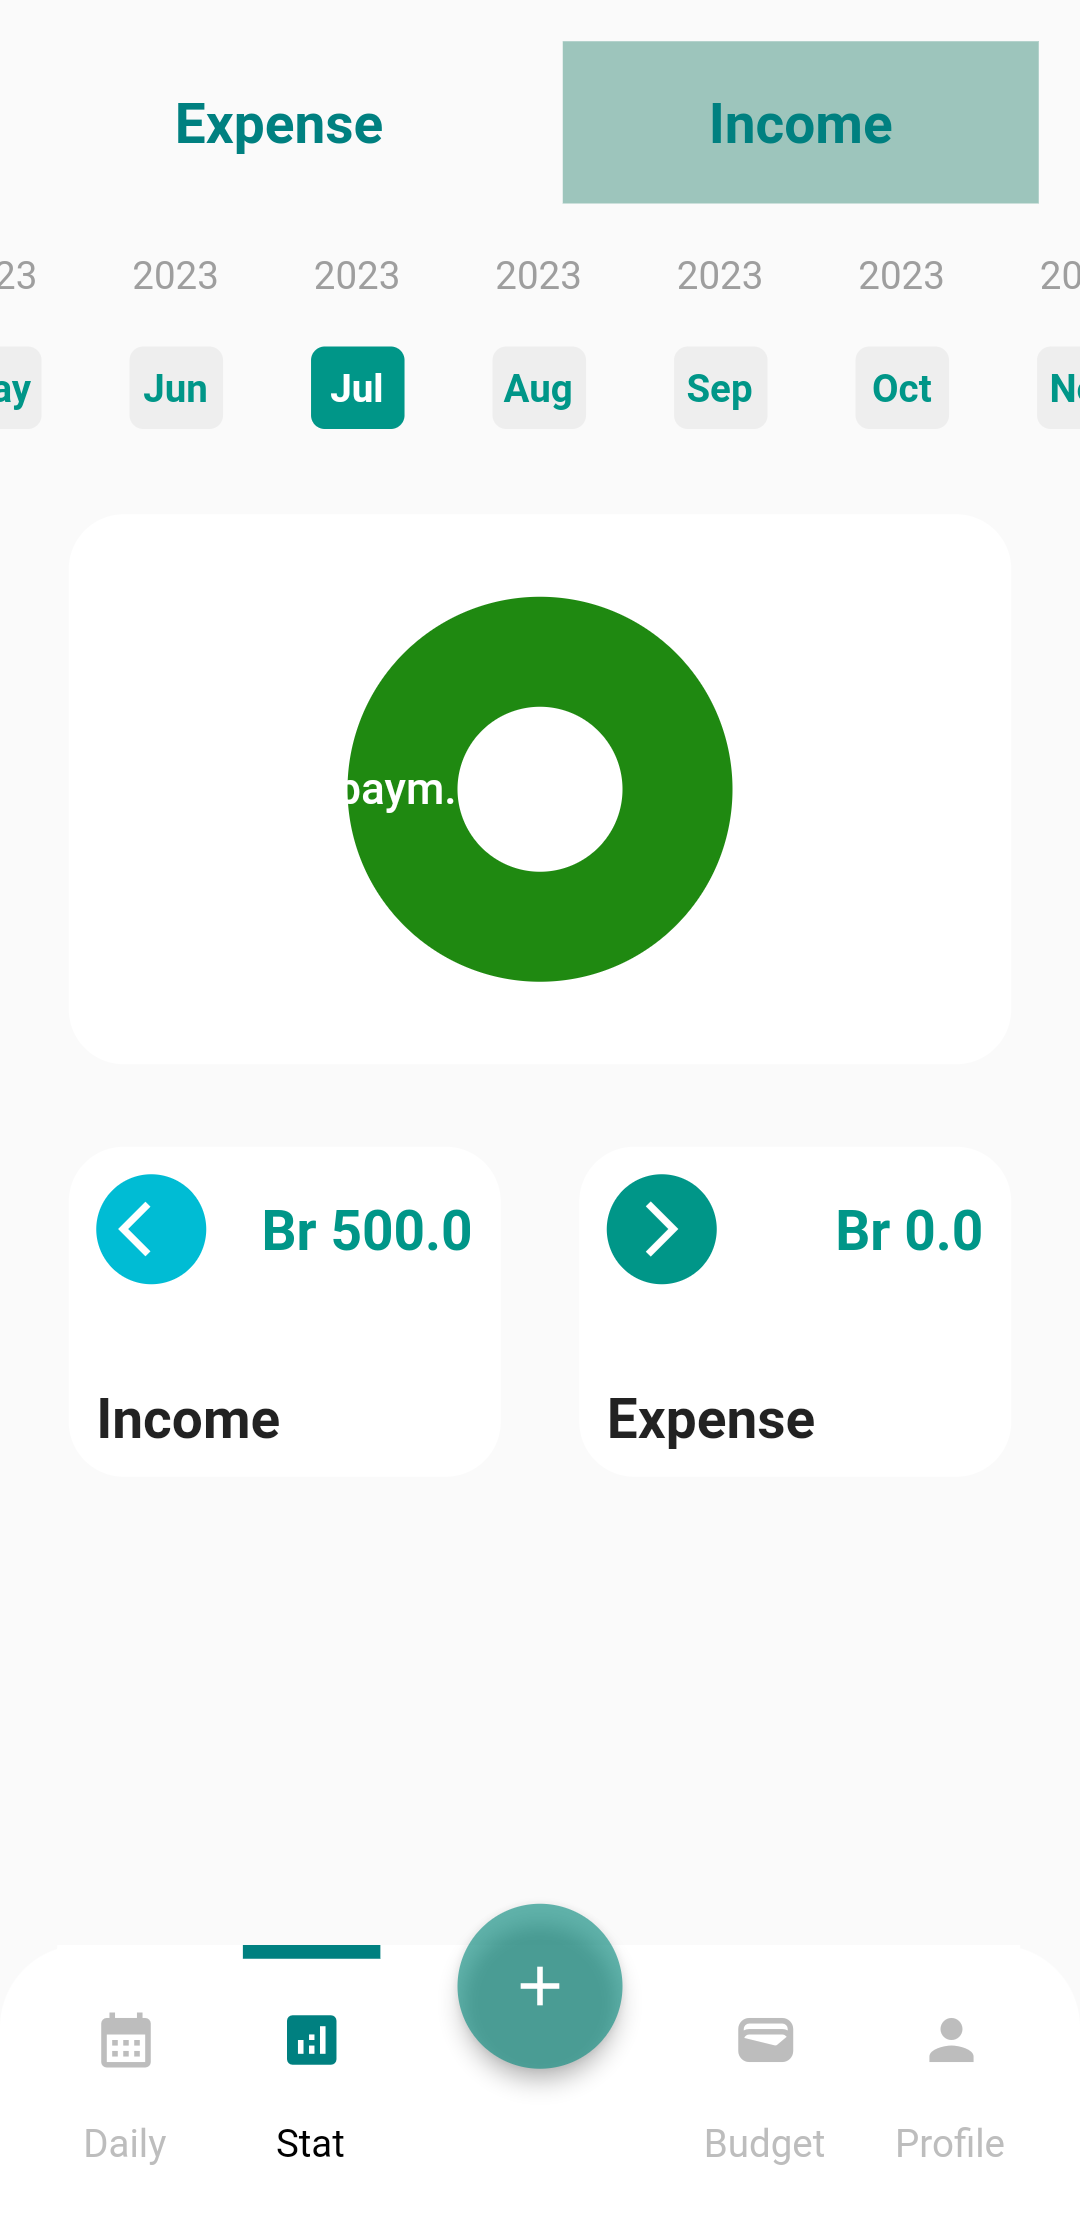 Expense Income
23 2023 2023 2023 2023 2023 20
ay Jun Jul Aug Sep Oct No
paym.
Br 500.0 Br 0.0
Income Expense
+
Daily Stat Budget Profile